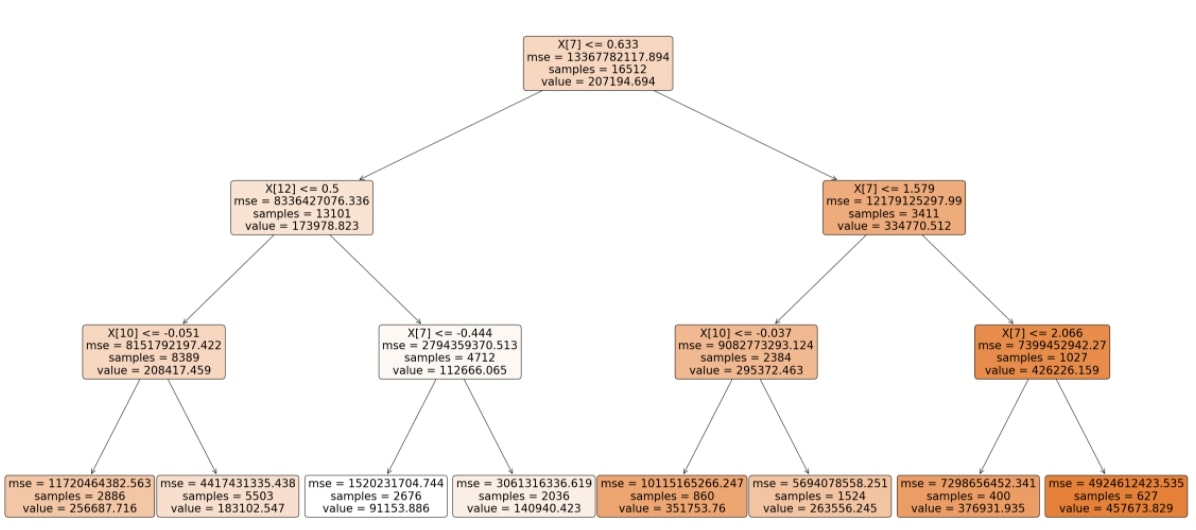 X[7] <= 0.633
mse = 13367782117.894
samples = 16512
value = 207194.694
X[12] <= 0.5
mse = 8336427076.336
samples = 13101
value = 173978.823
X[7] <= 1.579
mse = 12179125297.99
samples = 3411
value = 334770.512
X[10] <= -0.051
mse = 8151792197.422
samples = 8389
value = 208417.459
X[7] <= -0.444
mse = 2794359370.513
samples = 4712
value = 112666.065
X[10] <= -0.037
mse = 9082773293.124
samples = 2384
value = 295372.463
X[7] <= 2.066
mse = 7399452942.27
samples = 1027
value = 426226.159
mse = 11720464382.563
samples = 2886
value = 256687.716
mse = 4417431335.438
samples = 5503
value = 183102.547
mse = 1520231704.744
samples = 2676
value = 91153.886
mse = 3061316336.619
samples = 2036
value = 140940.423
mse = 10115165266.247
samples = 860
value = 351753.76
mse = 5694078558.251
samples = 1524
value = 263556.245
mse = 7298656452.341
samples = 400
value = 376931.935
mse = 4924612423.535
samples = 627
value = 457673.829